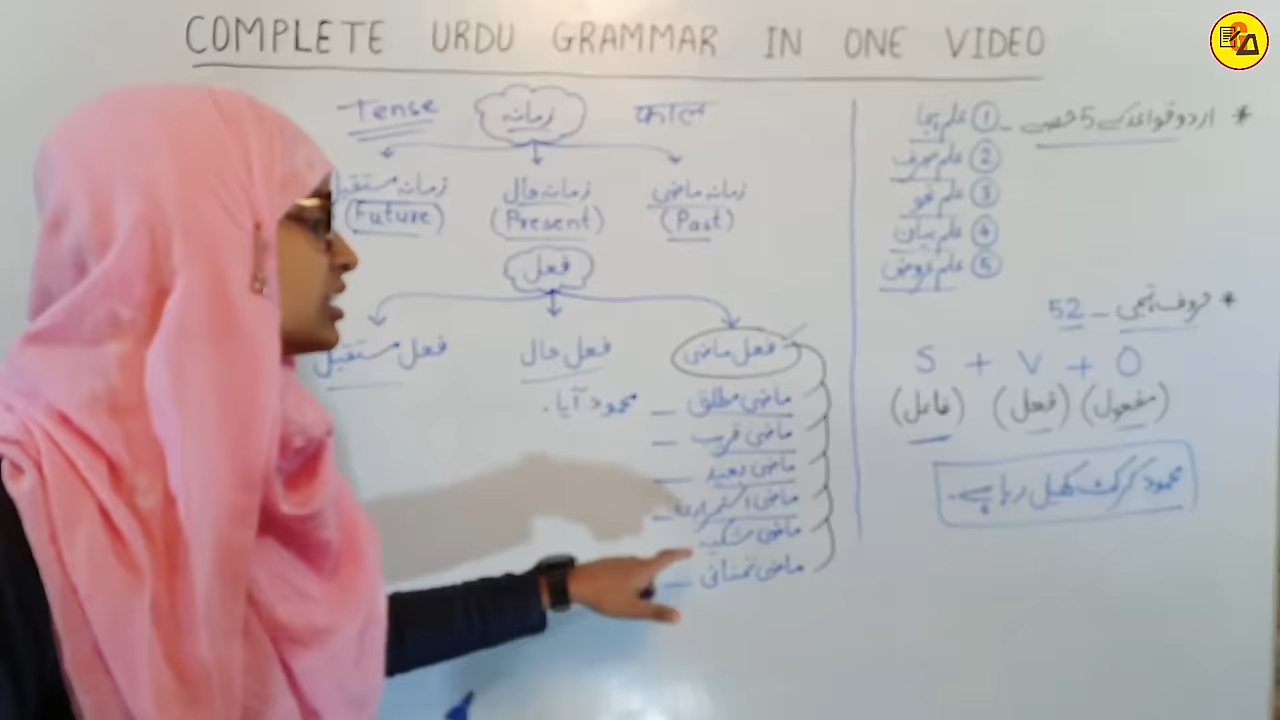 COMPLETE URDU GRAMMAR IN ONE VIDEO
Tense زمانہ काल
زمانہ ماضی زمانہ حال زمانہ مستقبل
(Past) (Present) (Future)
فعل
فعل ماضی فعل حال فعل مستقبل
ماضی مطلق _ محمود آیا۔
ماضی قریب _
ماضی بعید _
ماضی استمراری _
ماضی شکیہ
ماضی تمنائی _
* اردو قواعد کے 5 حصے _ ① علم ہجا
② علم صرف
③ علم نحو
④ علم بیان
⑤ علم عروض
* حروف تہجی _ 52
S + V + O
(فاعل) (فعل) (مفعول)
محمود کرکٹ کھیل رہا ہے۔